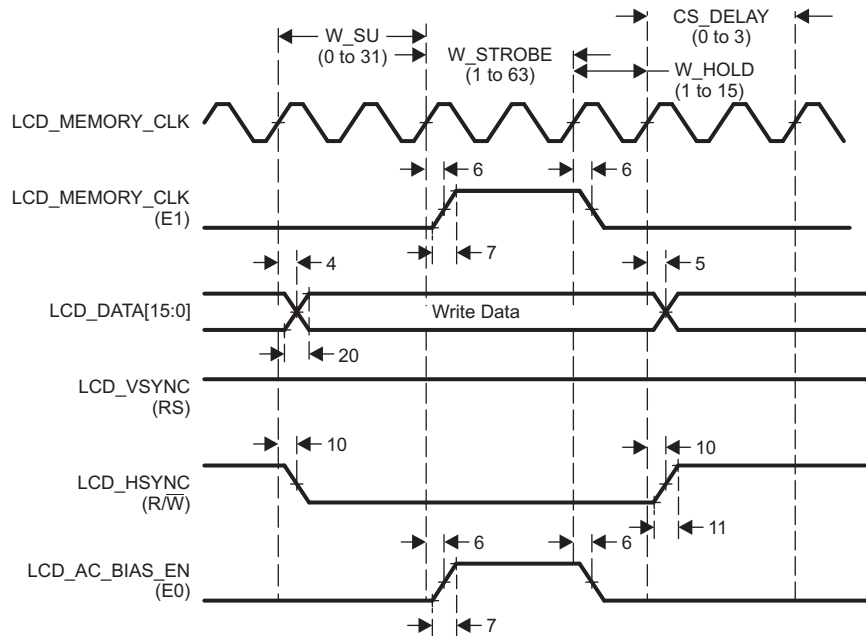 CS_DELAY
(0 to 3)
W_SU
(0 to 31)
W_STROBE
(1 to 63)
W_HOLD
(1 to 15)
LCD_MEMORY_CLK
6
6
LCD_MEMORY_CLK
(E1)
7
4
5
LCD_DATA[15:0]
Write Data
20
LCD_VSYNC
(RS)
10
10
LCD_HSYNC
(R/W̅)
11
6
6
LCD_AC_BIAS_EN
(E0)
7